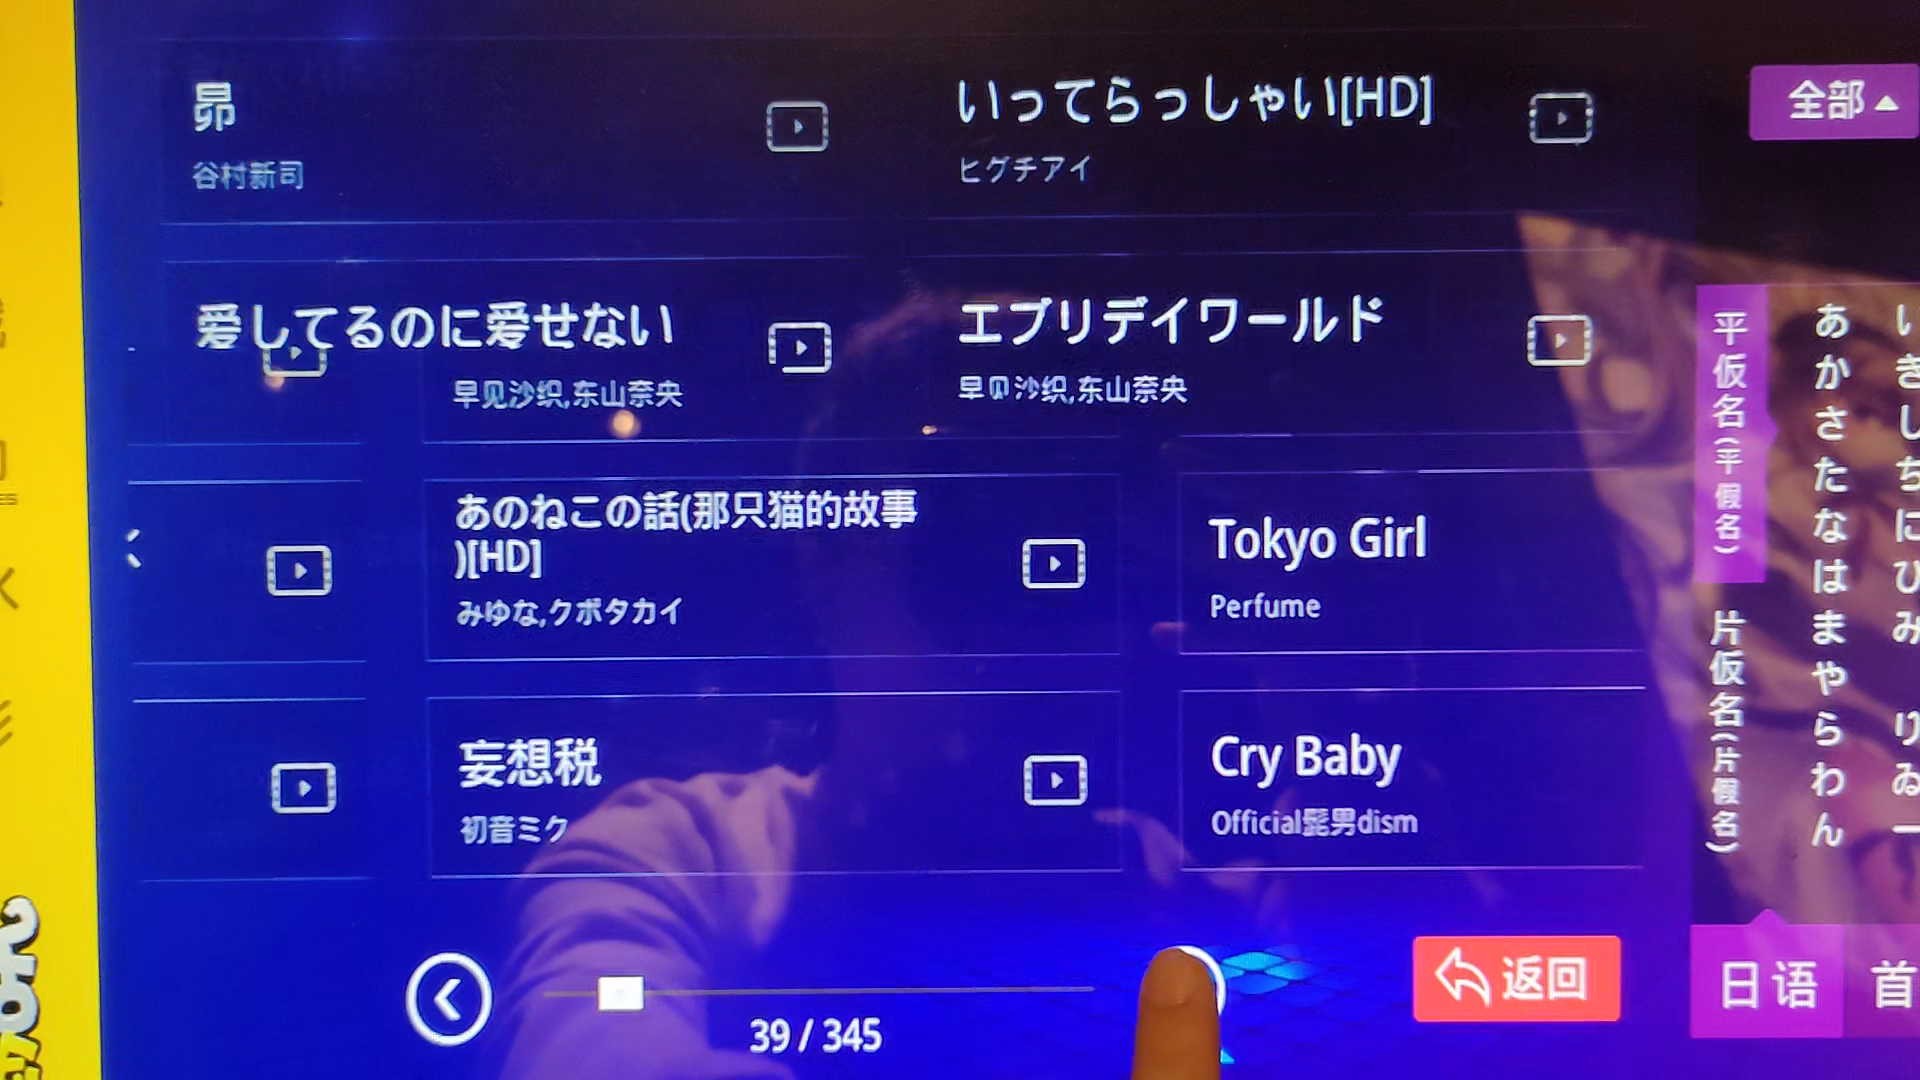 昴
谷村新司
いってらっしゃい[HD]
ヒグチアイ
全部
愛してるのに愛せない
早见沙织,东山奈央
エブリデイワールド
早见沙织,东山奈央
あのねこの話(那只猫的故事
)[HD]
みゆな,クボタカイ
Tokyo Girl
Perfume
妄想税
初音ミク
Cry Baby
Official髭男dism
39 / 345
返回
平仮名(平假名)
片仮名(片假名)
あかさたなはまやらわん
いきしちにひみ りゐー
日语
首